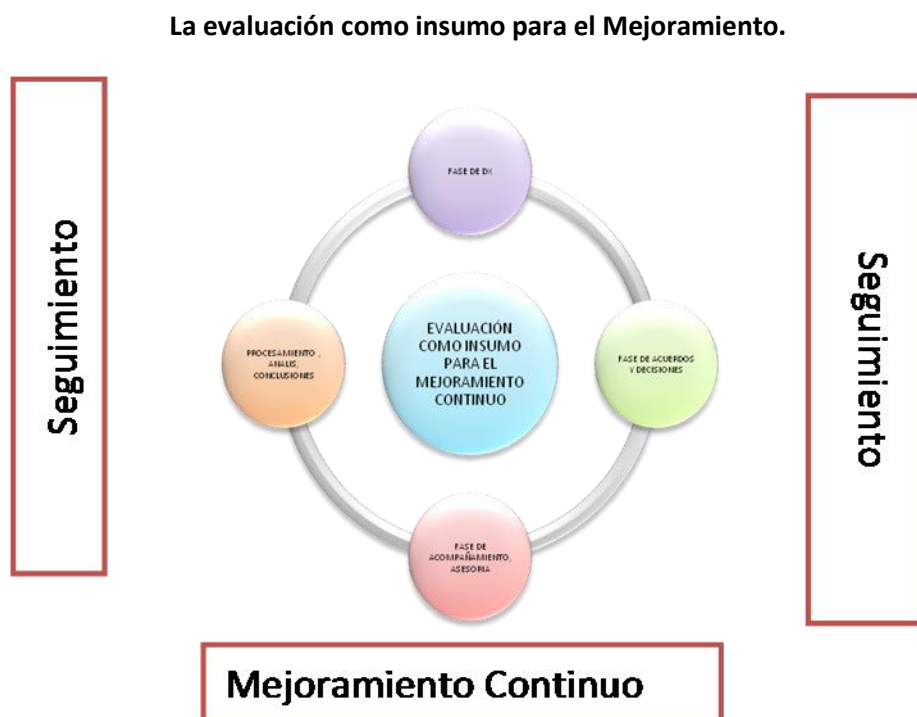 La evaluación como insumo para el Mejoramiento.
Seguimiento
FASE DE DX
EVALUACIÓN
COMO INSUMO
PARA EL
MEJORAMIENTO
CONTINUO
PROCESAMIENTO ,
ANALIS,
CONCLUSIONES
FASE DE ACUERDOS
Y DECISIONES
FASE DE
ACOMPAÑAMIENTO,
ASESORIA
Seguimiento
Mejoramiento Continuo